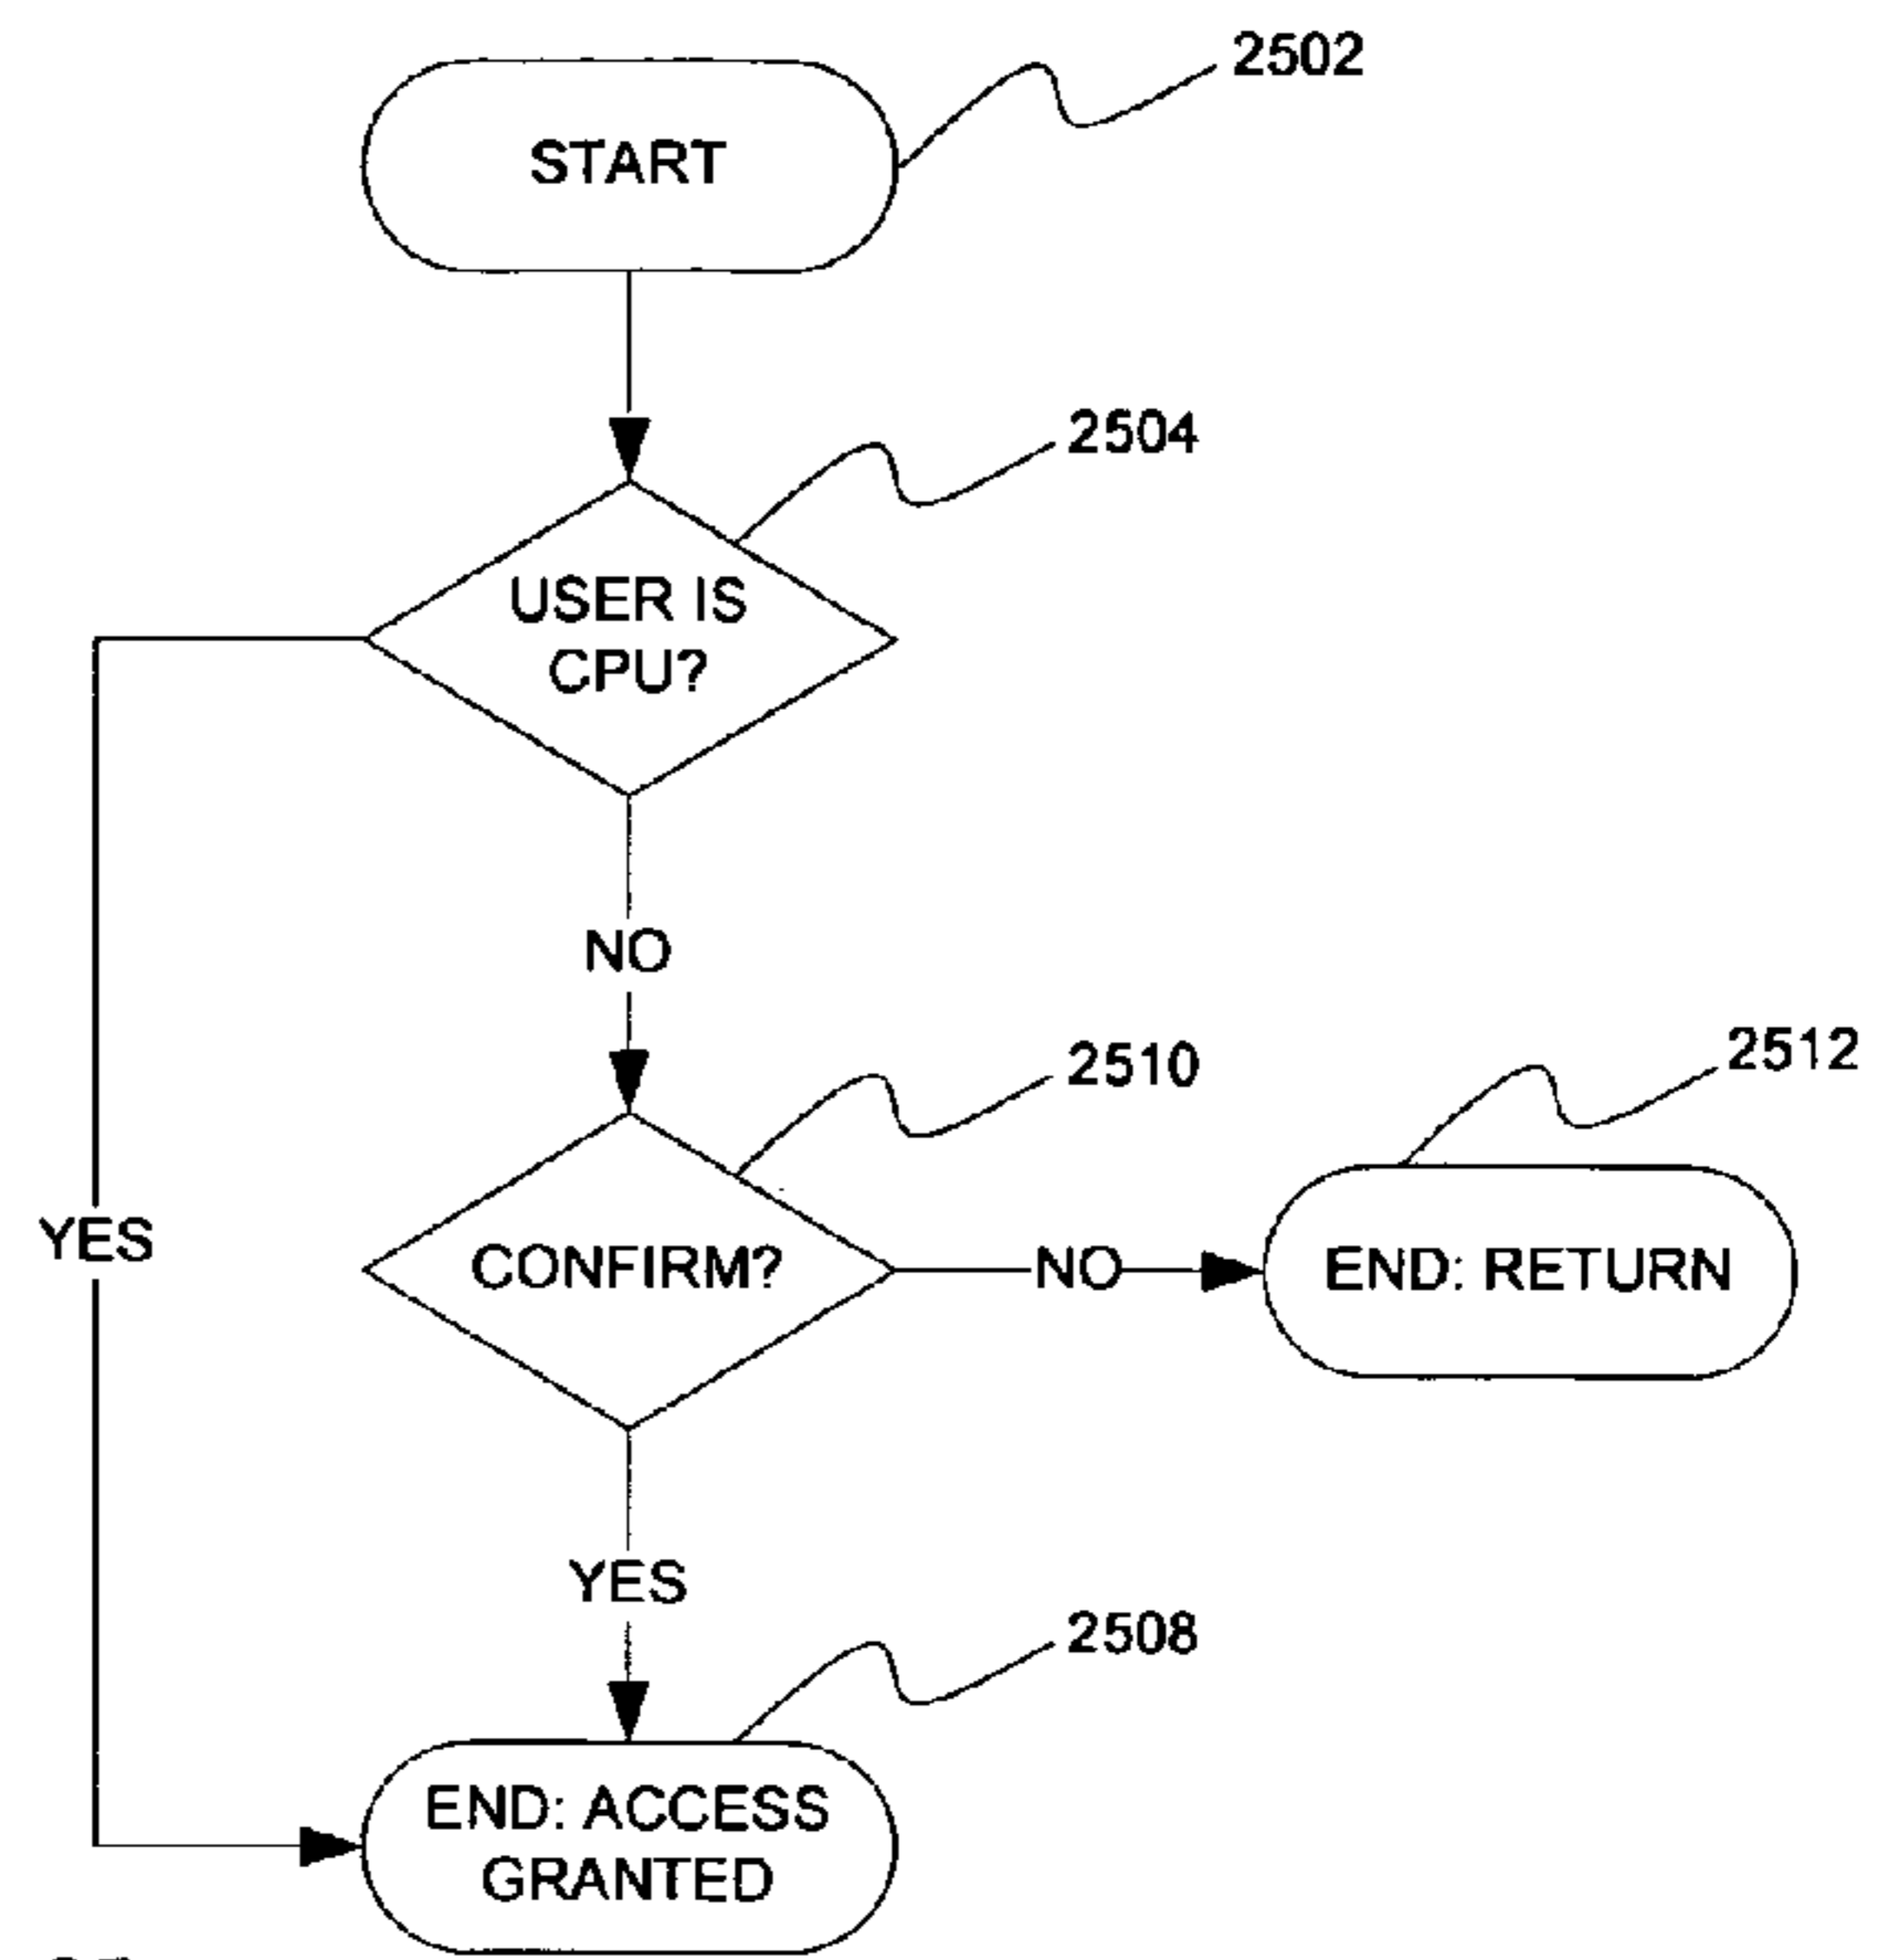 2502
START
2504
USER IS
CPU?
NO
2510
2512
YES
CONFIRM?
NO
END: RETURN
YES
2508
END: ACCESS
GRANTED